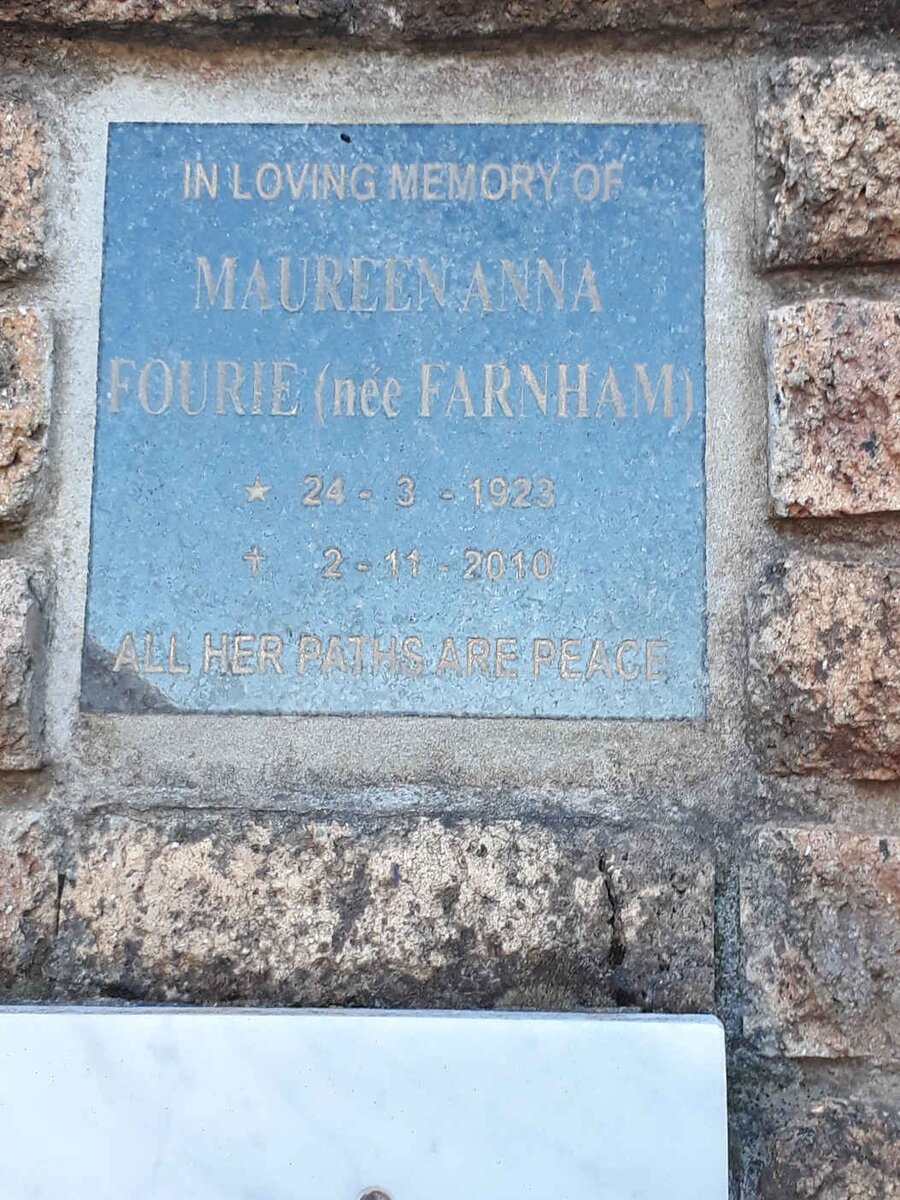 IN LOVING MEMORY OF
MAUREEN ANNA
FOURIE (née FARNHAM)
★ 24 - 3 - 1923
✝ 2 - 11 - 2010
ALL HER PATHS ARE PEACE